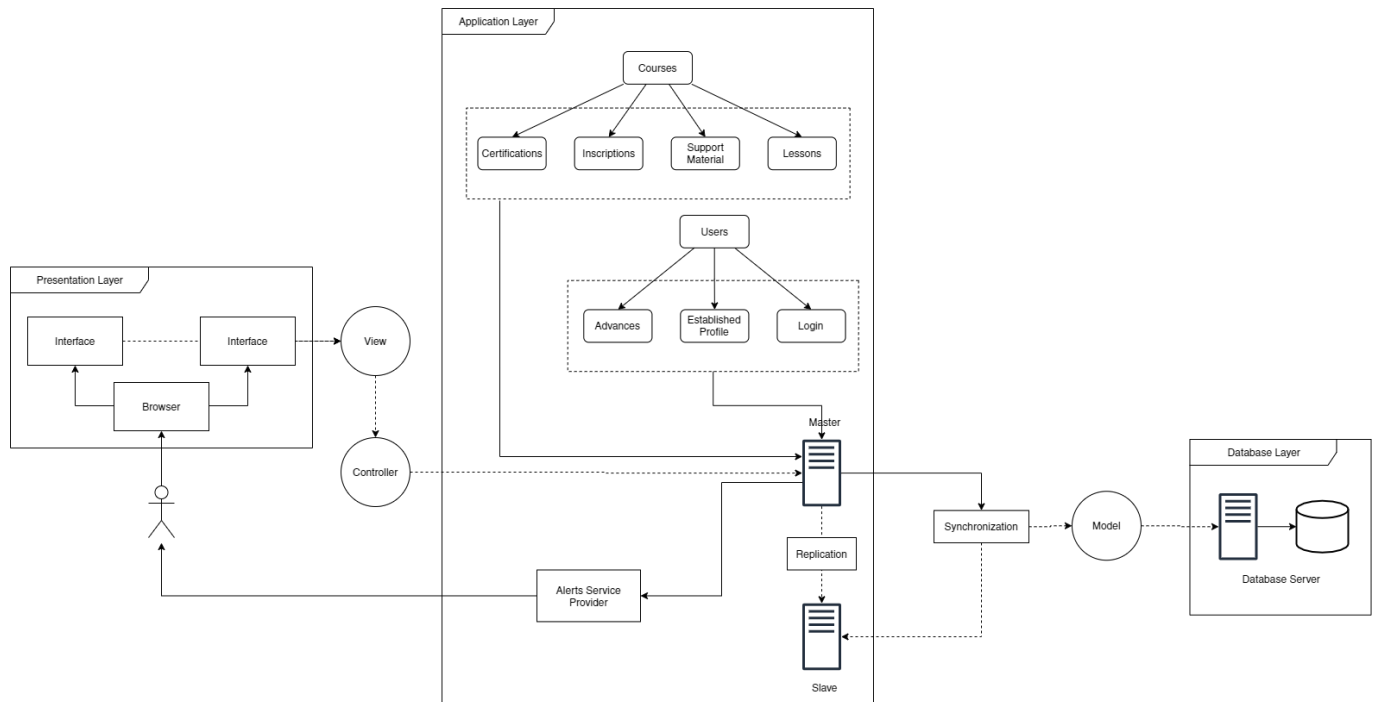 Application Layer
Courses
Certifications
Inscriptions
Support
Material
Lessons
Users
Advances
Established
Profile
Login
Presentation Layer
Interface
Interface
Browser
View
Controller
Master
Replication
Slave
Alerts Service
Provider
Synchronization
Model
Database Layer
Database Server